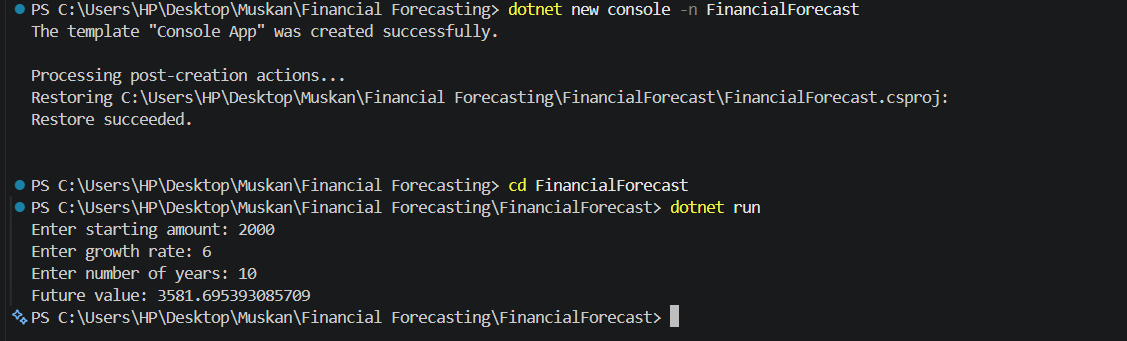 PS C:\Users\HP\Desktop\Muskan\Financial Forecasting> dotnet new console -n FinancialForecast
The template "Console App" was created successfully.
Processing post-creation actions...
Restoring C:\Users\HP\Desktop\Muskan\Financial Forecasting\FinancialForecast\FinancialForecast.csproj:
Restore succeeded.
PS C:\Users\HP\Desktop\Muskan\Financial Forecasting> cd FinancialForecast
PS C:\Users\HP\Desktop\Muskan\Financial Forecasting\FinancialForecast> dotnet run
Enter starting amount: 2000
Enter growth rate: 6
Enter number of years: 10
Future value: 3581.695393085709
PS C:\Users\HP\Desktop\Muskan\Financial Forecasting\FinancialForecast>